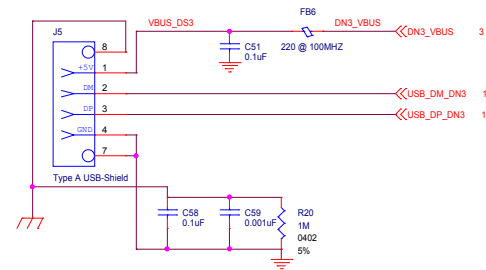 FB6
J5
VBUS_DS3
DN3_VBUS
DN3_VBUS 3
8
C51
0.1uF
220 @ 100MHZ
+5V 1
DM 2
USB_DM_DN3 1
DP 3
USB_DP_DN3 1
GND 4
7
Type A USB-Shield
C58
0.1uF
C59
0.001uF
R20
1M
0402
5%